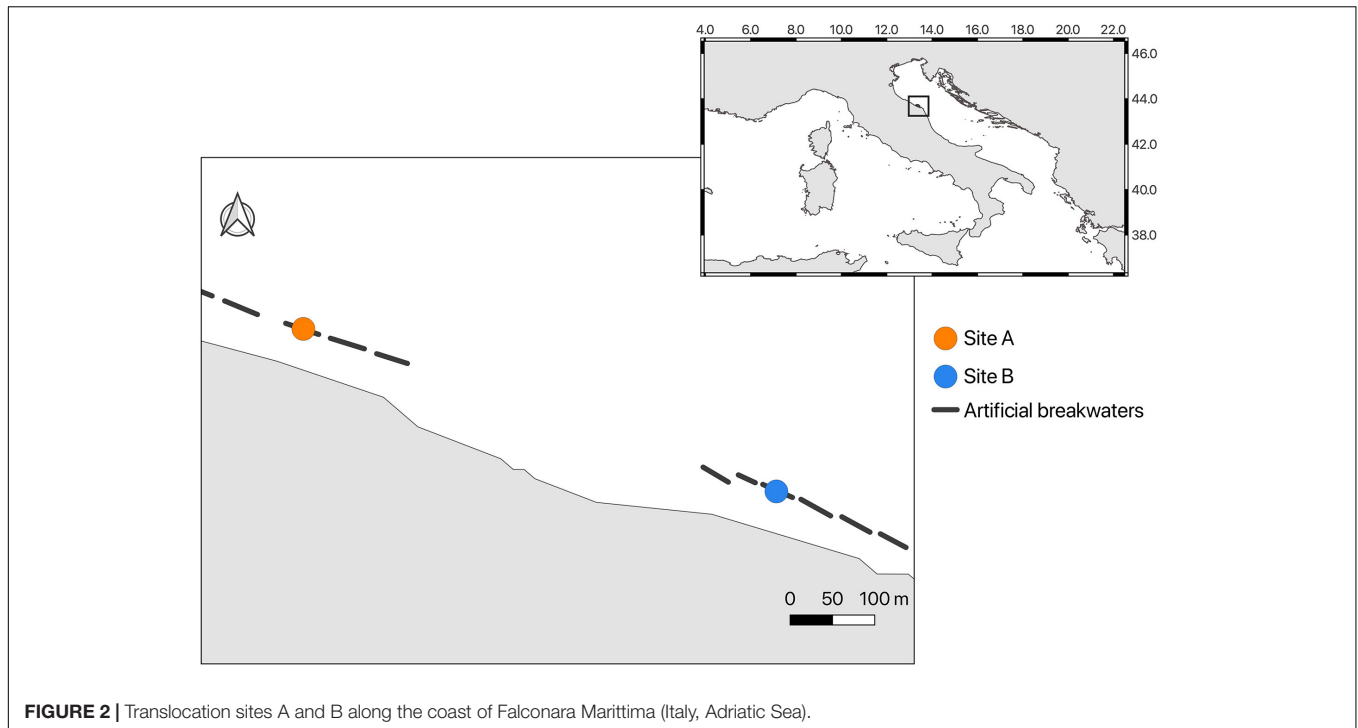 4.0 6.0 8.0 10.0 12.0 14.0 16.0 18.0 20.0 22.0
46.0
44.0
42.0
40.0
38.0
Site A
Site B
Artificial breakwaters
0 50 100 m
FIGURE 2 | Translocation sites A and B along the coast of Falconara Marittima (Italy, Adriatic Sea).